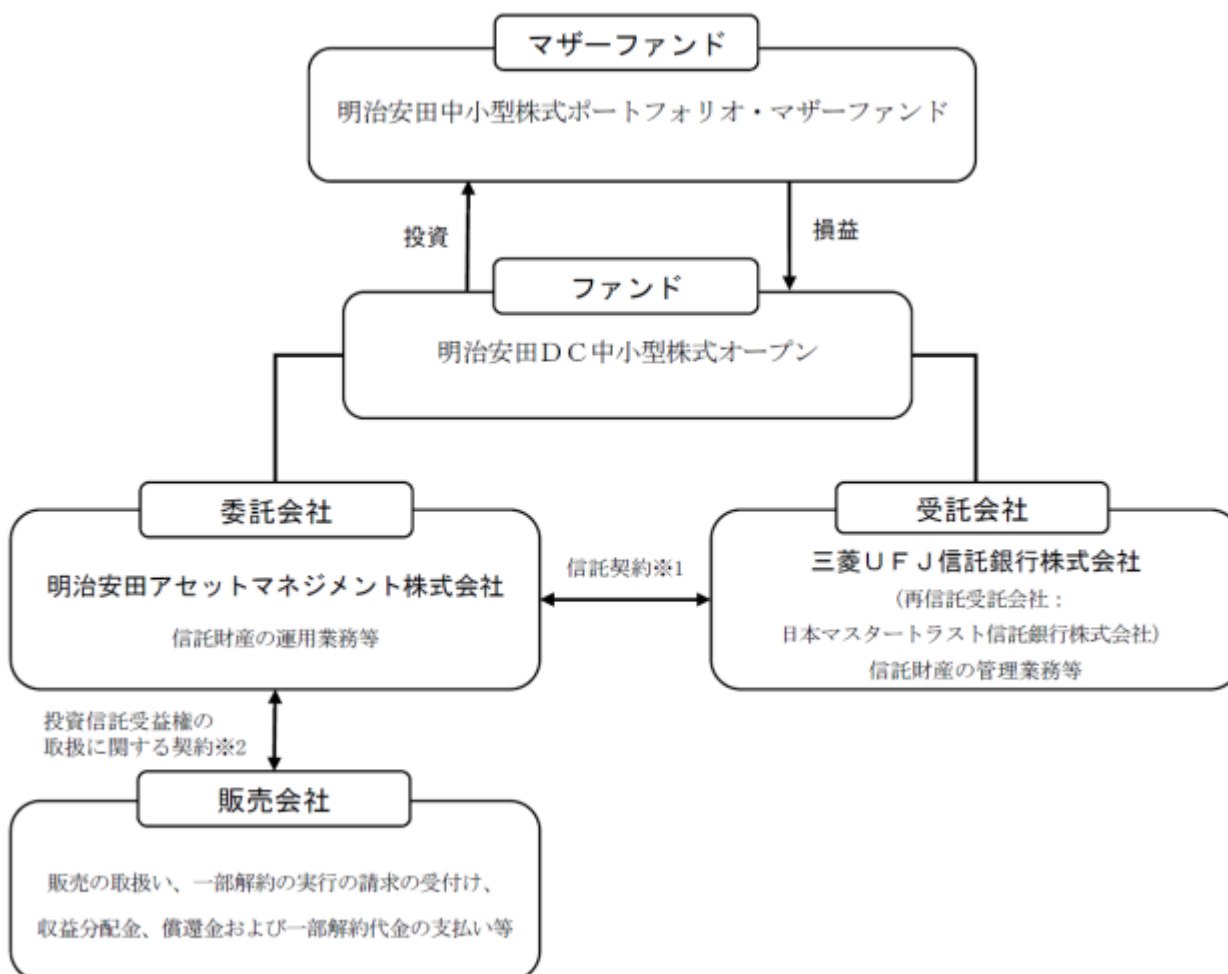 マザーファンド
明治安田中小型株式ポートフォリオ・マザーファンド
投資
損益
ファンド
明治安田DC中小型株式オープン
委託会社
明治安田アセットマネジメント株式会社
信託財産の運用業務等
信託契約※1
受託会社
三菱UFJ信託銀行株式会社
(再信託受託会社:
日本マスタートラスト信託銀行株式会社)
信託財産の管理業務等
投資信託受益権の
取扱に関する契約※2
販売会社
販売の取扱い、一部解約の実行の請求の受付け、
収益分配金、償還金および一部解約代金の支払い等